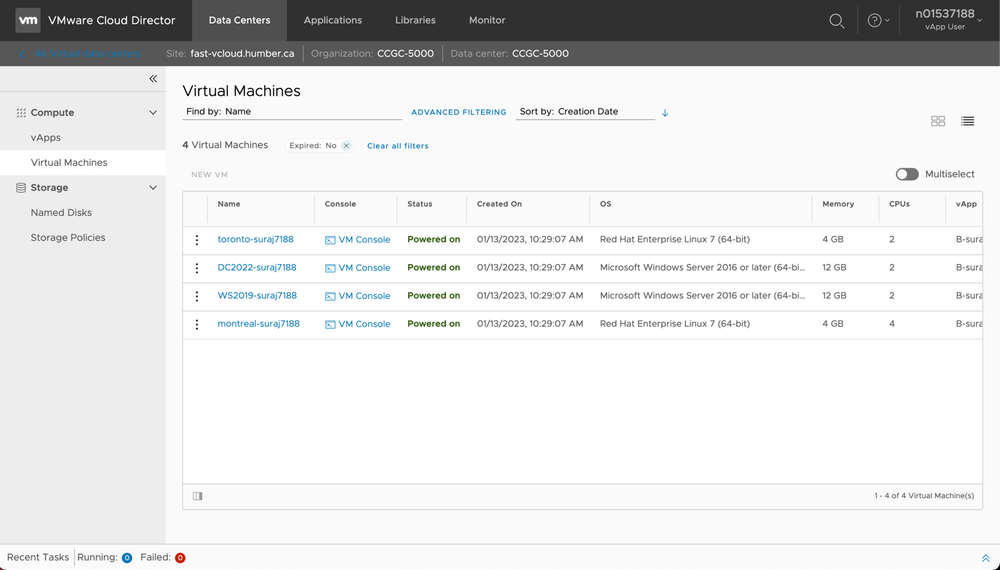 vm VMware Cloud Director Data Centers Applications Libraries Monitor ? n01537188
vApp User
All Virtual data centers Site: fast-vcloud.humber.ca Organization: CCGC-5000 Data center: CCGC-5000
Compute
vApps
Virtual Machines
Storage
Named Disks
Storage Policies
Virtual Machines
Find by: Name ADVANCED FILTERING Sort by: Creation Date
4 Virtual Machines Expired: No Clear all filters
NEW VM Multiselect
Name Console Status Created On OS Memory CPUs vApp
toronto-suraj7188 VM Console Powered on 01/13/2023, 10:29:07 AM Red Hat Enterprise Linux 7 (64-bit) 4 GB 2 B-sura
DC2022-suraj7188 VM Console Powered on 01/13/2023, 10:29:07 AM Microsoft Windows Server 2016 or later (64-bi... 12 GB 2 B-sura
WS2019-suraj7188 VM Console Powered on 01/13/2023, 10:29:07 AM Microsoft Windows Server 2016 or later (64-bi... 12 GB 2 B-sura
montreal-suraj7188 VM Console Powered on 01/13/2023, 10:29:07 AM Red Hat Enterprise Linux 7 (64-bit) 4 GB 4 B-sura
1 - 4 of 4 Virtual Machine(s)
Recent Tasks Running: 0 Failed: 0